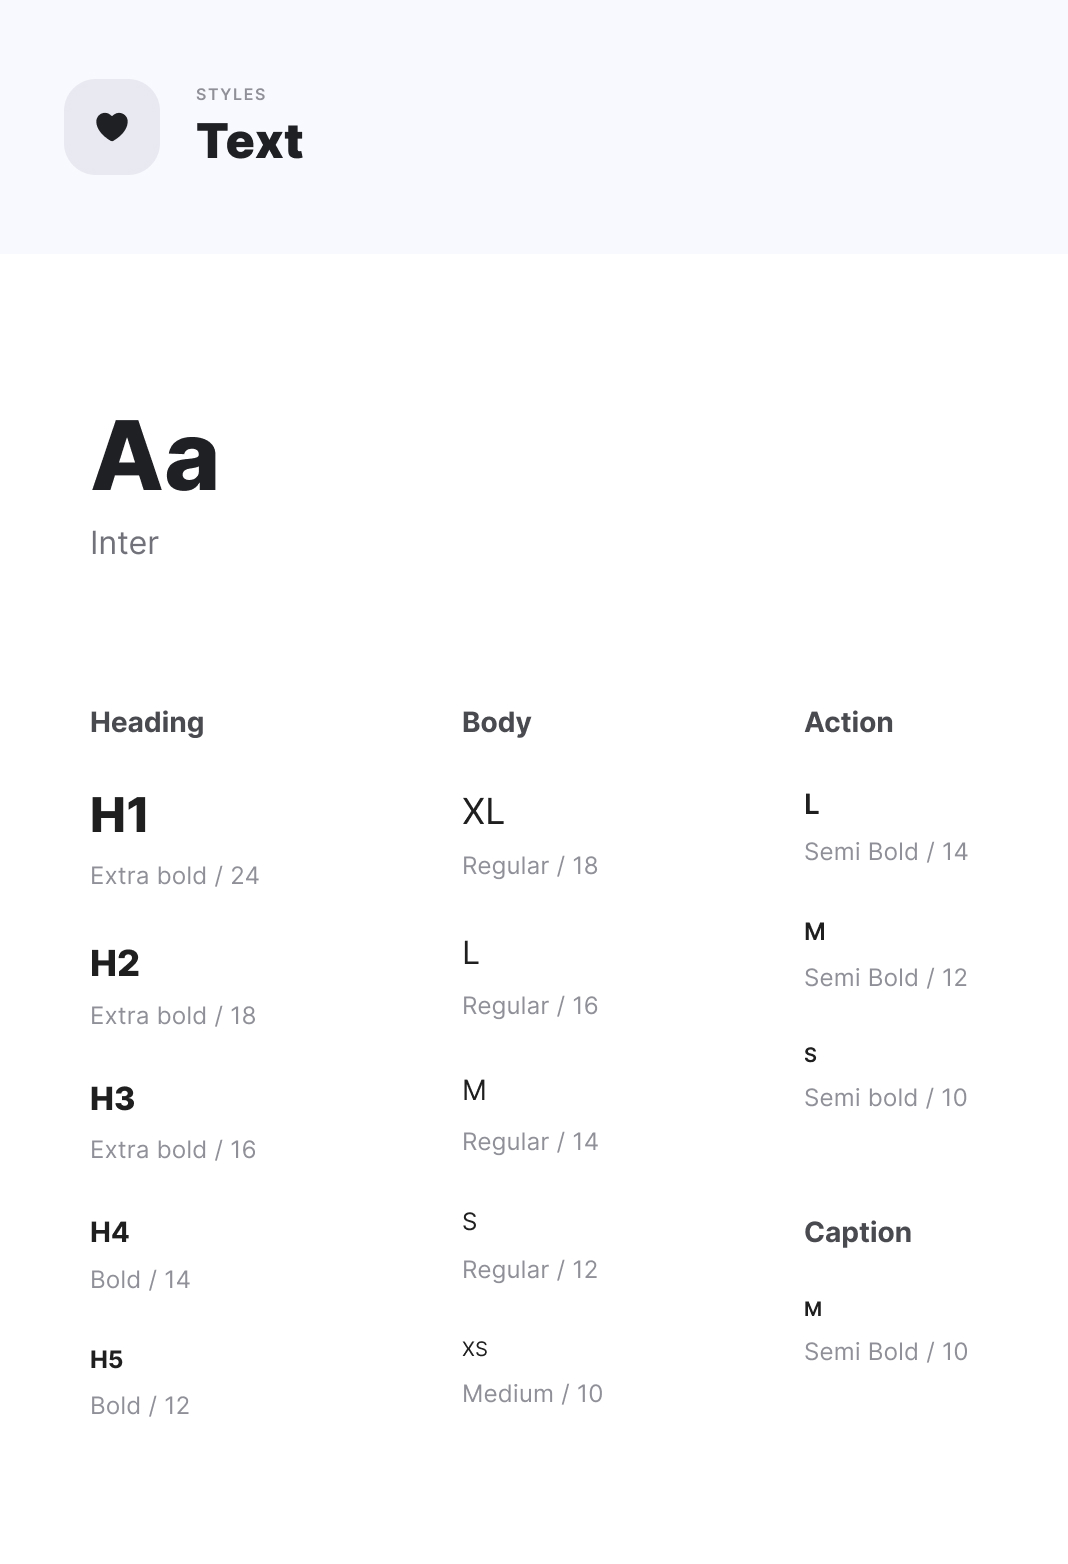 STYLES
Text
Aa
Inter
Heading
H1
Extra bold / 24
H2
Extra bold / 18
H3
Extra bold / 16
H4
Bold / 14
H5
Bold / 12
Body
XL
Regular / 18
L
Regular / 16
M
Regular / 14
S
Regular / 12
XS
Medium / 10
Action
L
Semi Bold / 14
M
Semi Bold / 12
S
Semi bold / 10
Caption
M
Semi Bold / 10